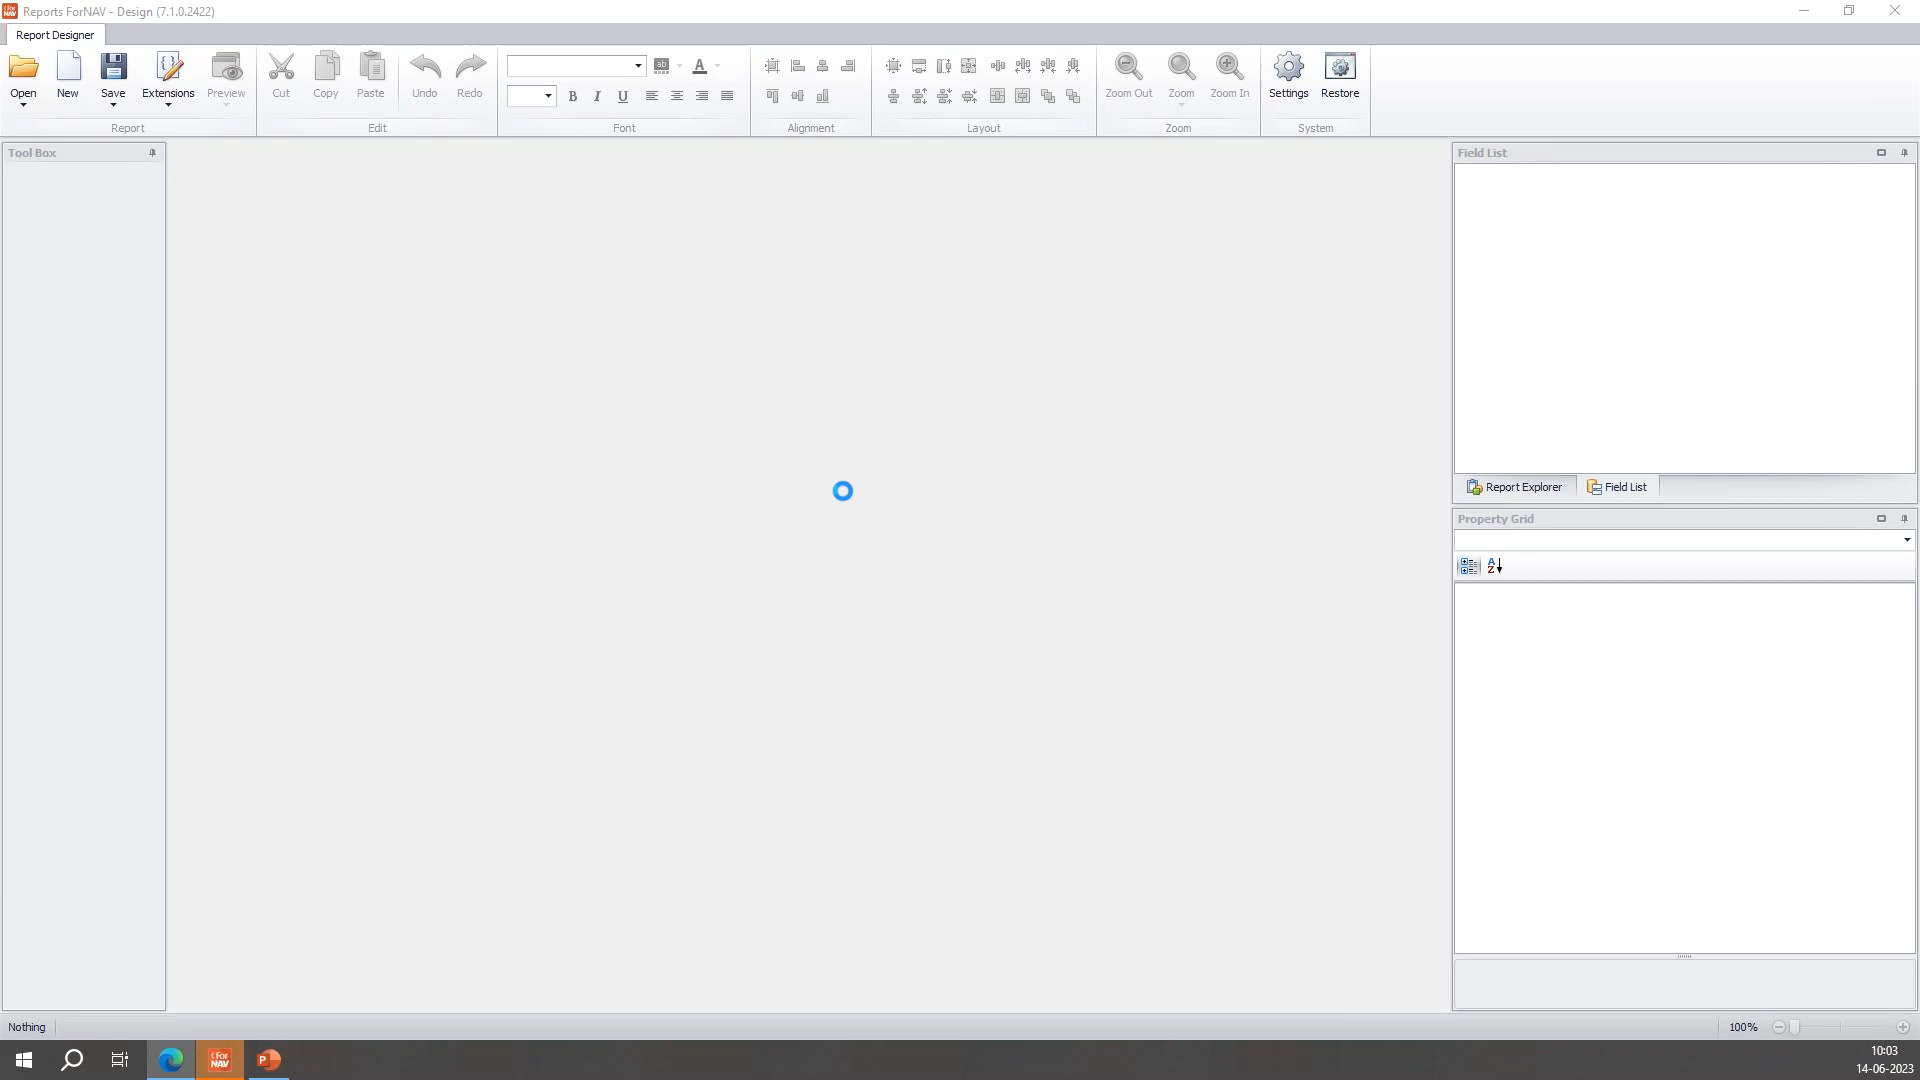 Reports ForNAV - Design (7.1.0.2422)
Report Designer
Open New Save Extensions Preview Cut Copy Paste Undo Redo
B I U
Zoom Out Zoom Zoom In Settings Restore
Report Edit Font Alignment Layout Zoom System
Tool Box
Field List
Report Explorer Field List
Property Grid
Nothing
100%
10:03
14-06-2023